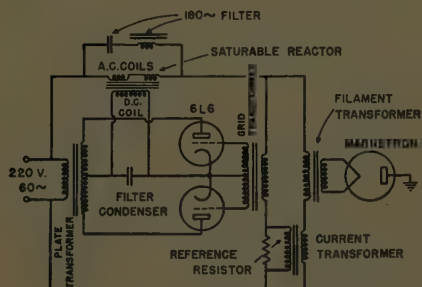 180~ FILTER
SATURABLE REACTOR
A.C. COILS
D.C.
COIL
6L6
GRID
FILAMENT
TRANSFORMER
MAGNETRON
220 V.
60~
FILTER
CONDENSER
PLATE
TRANSFORMER
REFERENCE
RESISTOR
CURRENT
TRANSFORMER